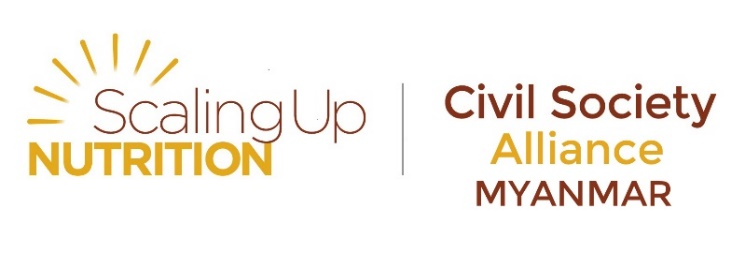 Scaling Up
NUTRITION
Civil Society
Alliance
MYANMAR